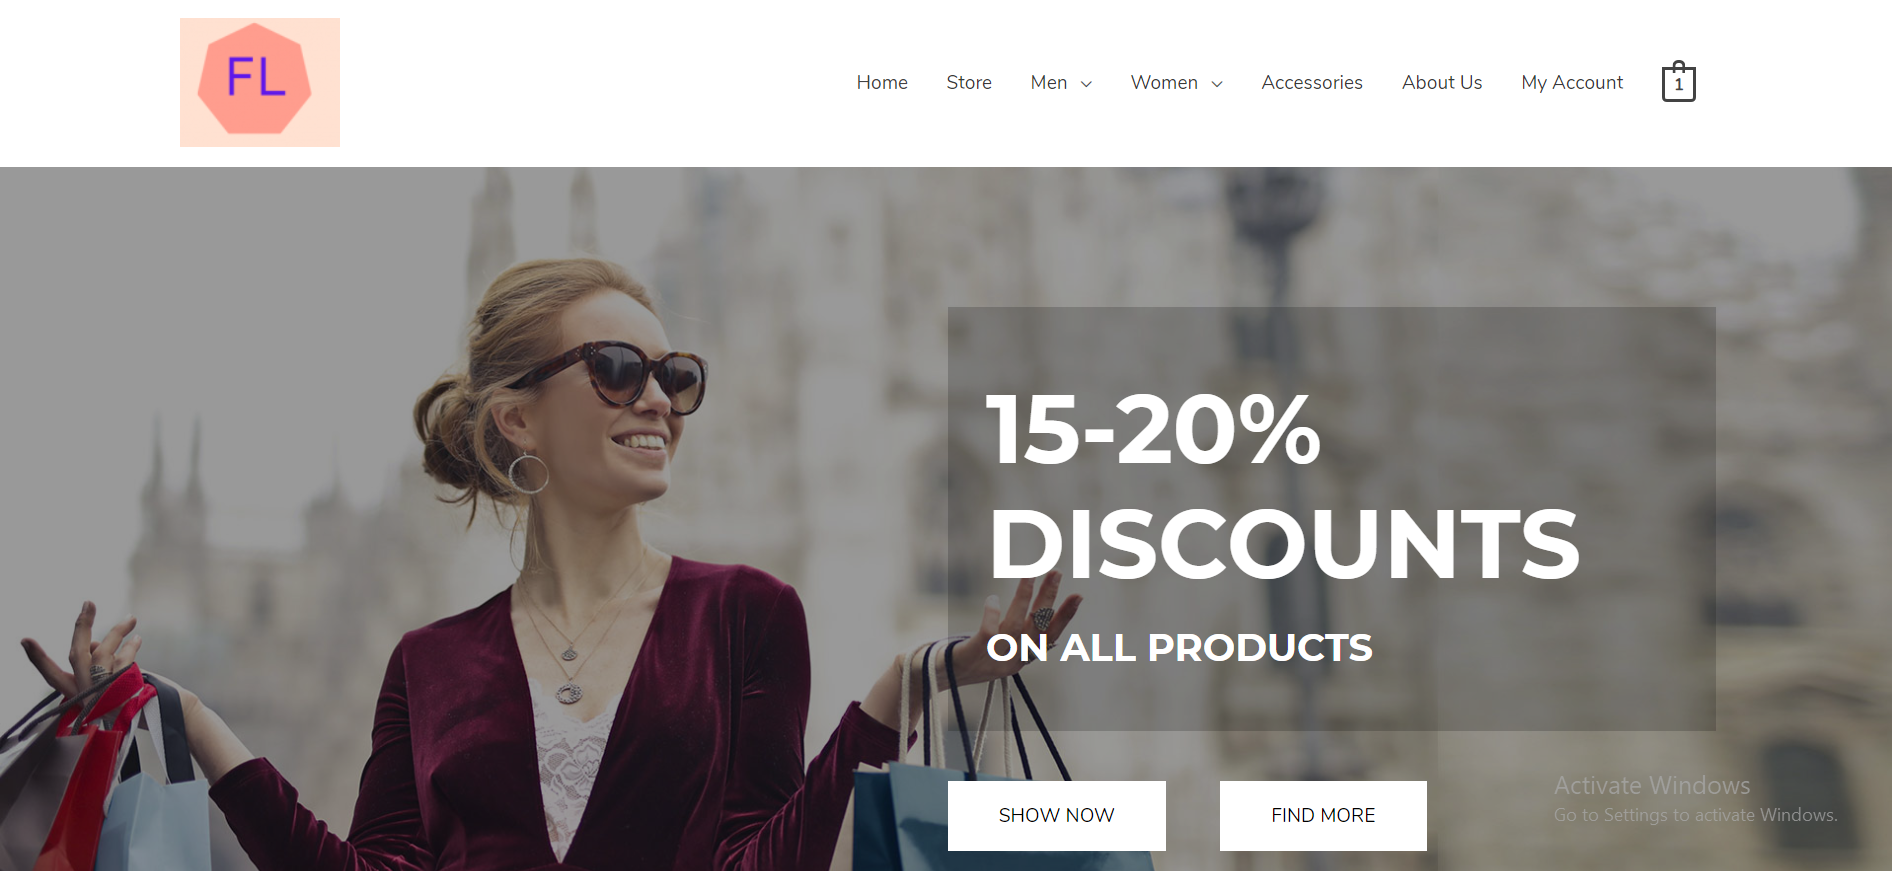 FL
Home Store Men Women Accessories About Us My Account 1
15-20%
DISCOUNTS
ON ALL PRODUCTS
SHOW NOW FIND MORE
Activate Windows
Go to Settings to activate Windows.